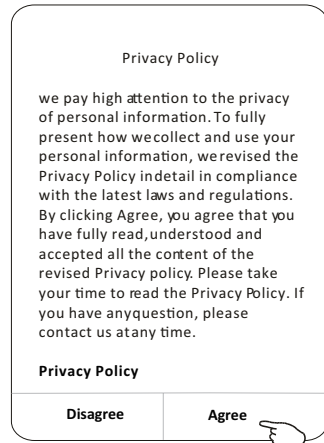 Privacy Policy
we pay high attention to the privacy
of personal information. To fully
present how wecollect and use your
personal information, werevised the
Privacy Policy indetail in compliance
with the latest laws and regulations.
By clicking Agree, you agree that you
have fully read,understood and
accepted all the content of the
revised Privacy policy. Please take
your time to read the Privacy Policy. If
you have anyquestion, please
contact us atany time.
Privacy Policy
Disagree Agree